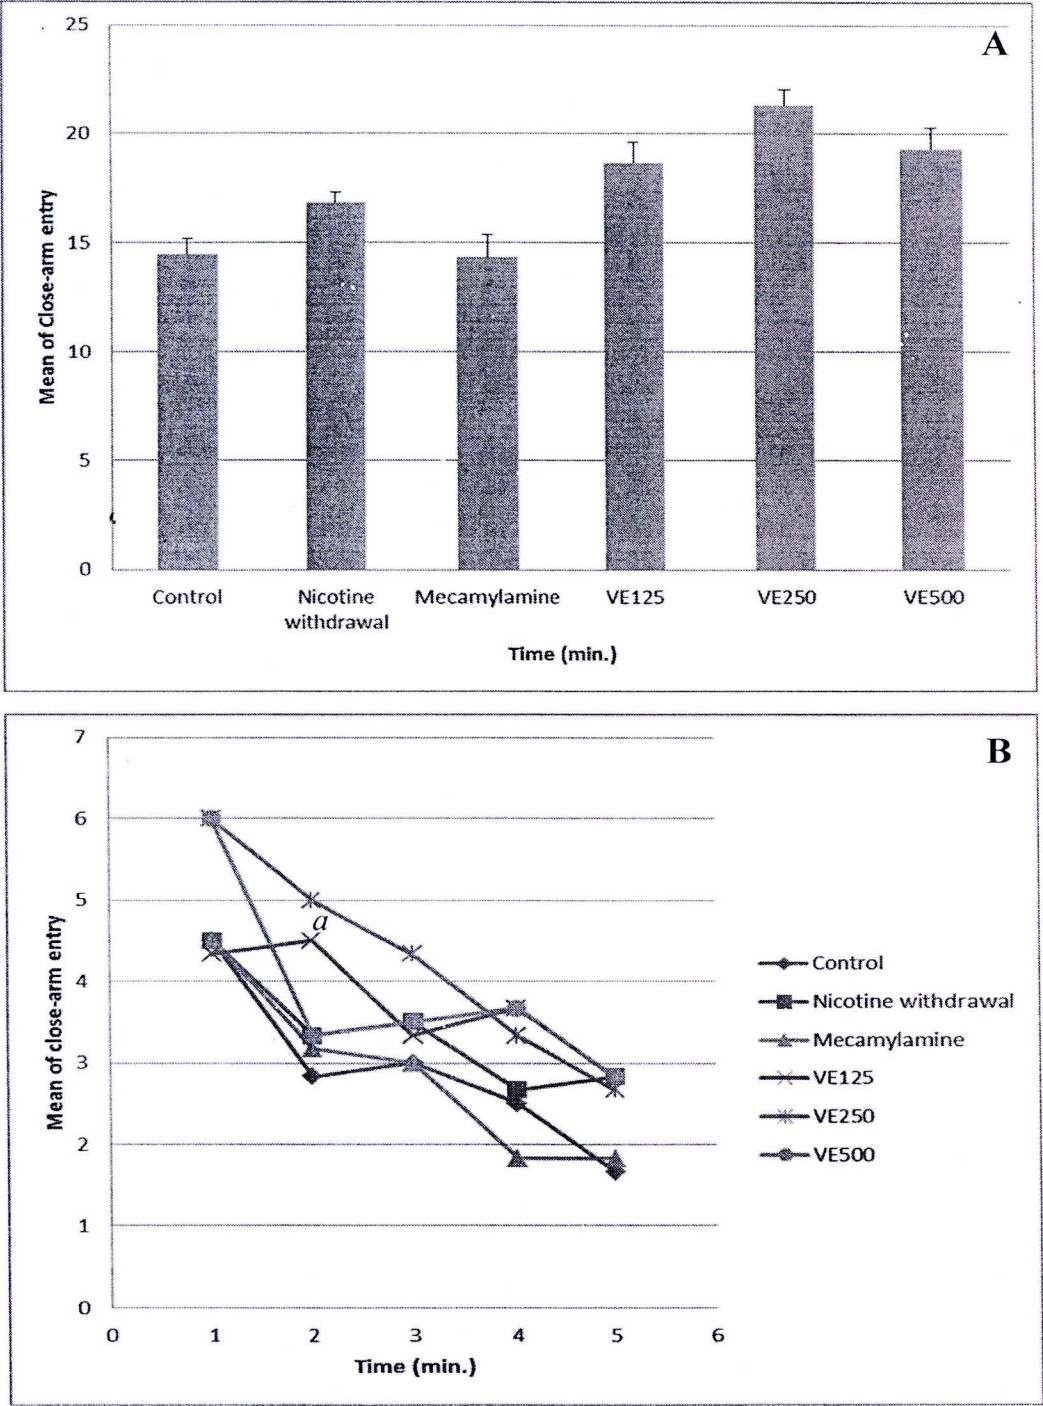 A
25
20
15
10
5
0
Mean of Close-arm entry
Control
Nicotine
withdrawal
Mecamylamine
VE125
VE250
VE500
Time (min.)
B
7
6
5
4
3
2
1
0
Mean of close-arm entry
a
0
1
2
3
4
5
6
Time (min.)
Control
Nicotine withdrawal
Mecamylamine
VE125
VE250
VE500